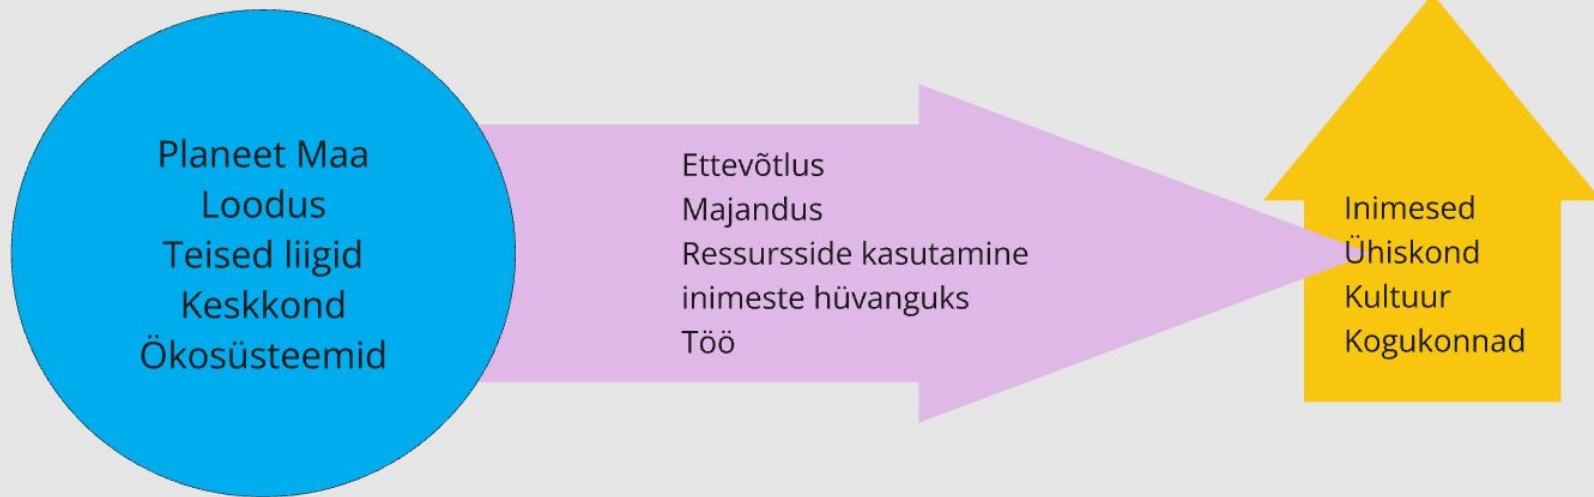 Planeet Maa
Loodus
Teised liigid
Keskkond
Ökosüsteemid
Ettevõtlus
Majandus
Ressursside kasutamine
inimeste hüvanguks
Töö
Inimesed
Ühiskond
Kultuur
Kogukonnad